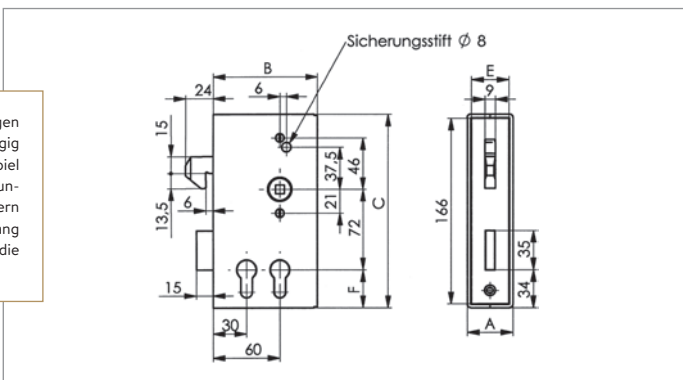 Sicherungsstift Ø 8
B
E
24
6
9
15
37,5
46
13,5
6
21
72
C
166
35
34
15
F
30
60
A
gen
gig
piel
un-
ern
ang
die